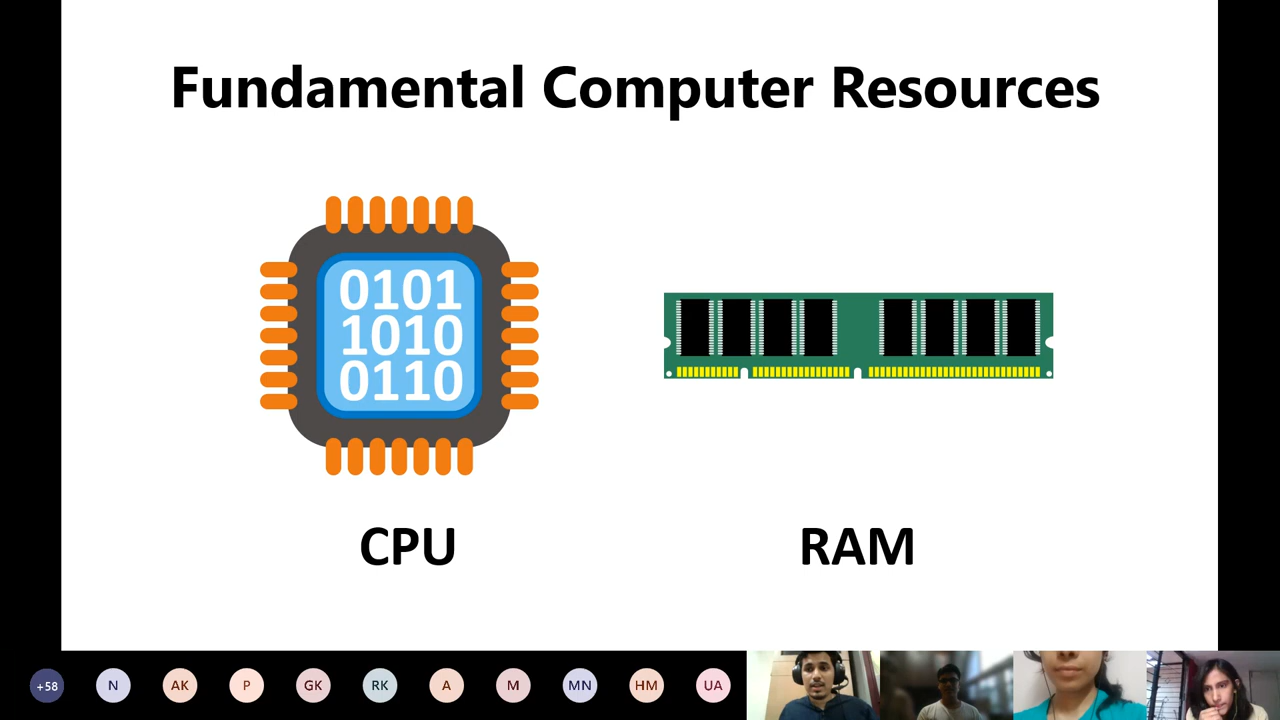 Fundamental Computer Resources
0101
1010
0110
CPU
RAM
+58
N
AK
P
GK
RK
A
M
MN
HM
UA